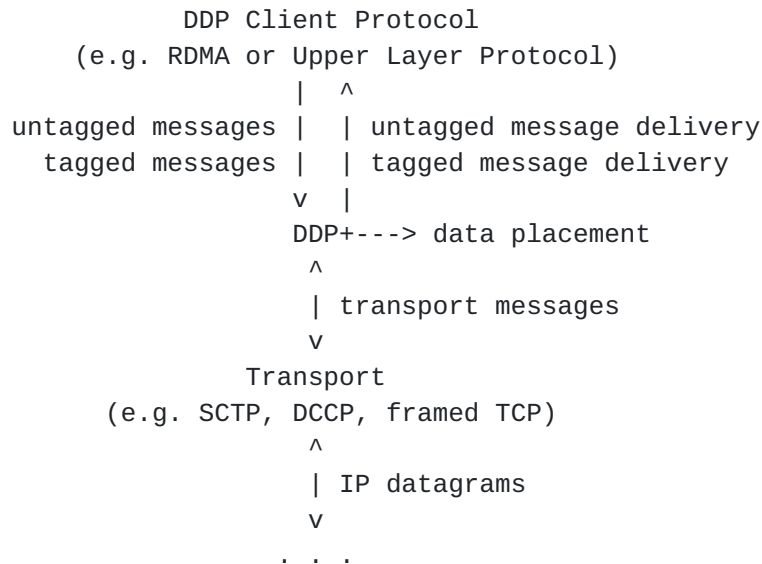 DDP Client Protocol
(e.g. RDMA or Upper Layer Protocol)
| ^
untagged messages | | untagged message delivery
tagged messages | | tagged message delivery
v |
DDP+---> data placement
^
| transport messages
v
Transport
(e.g. SCTP, DCCP, framed TCP)
^
| IP datagrams
v
. . .